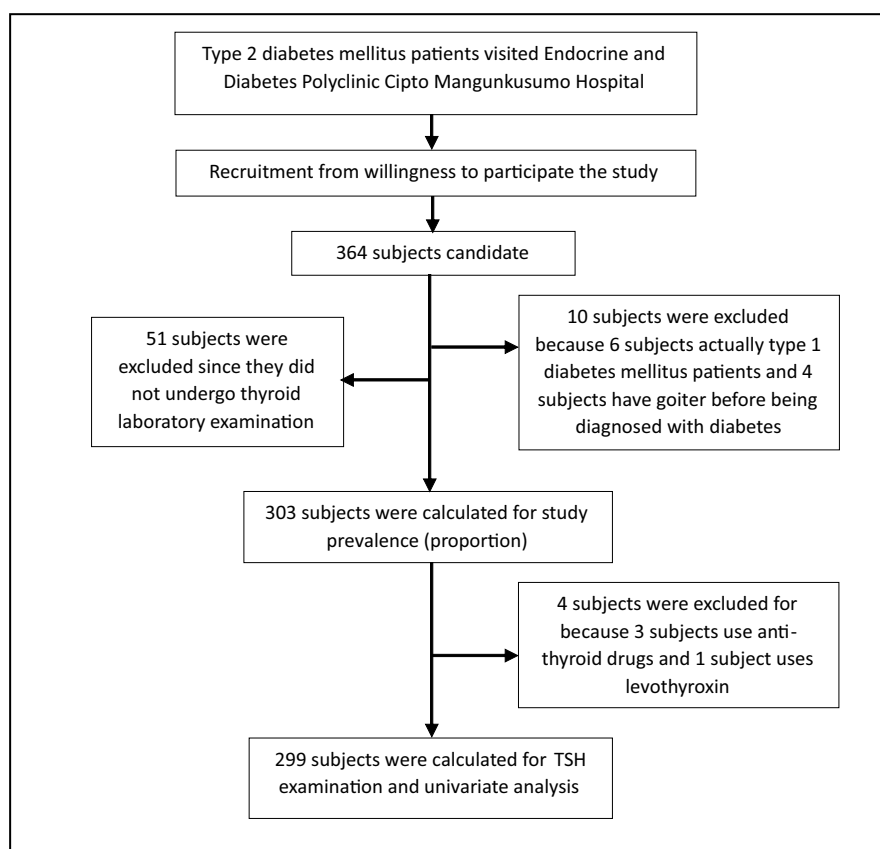 Type 2 diabetes mellitus patients visited Endocrine and
Diabetes Polyclinic Cipto Mangunkusumo Hospital
Recruitment from willingness to participate the study
364 subjects candidate
51 subjects were
excluded since they did
not undergo thyroid
laboratory examination
10 subjects were excluded
because 6 subjects actually type 1
diabetes mellitus patients and 4
subjects have goiter before being
diagnosed with diabetes
303 subjects were calculated for study
prevalence (proportion)
4 subjects were excluded for
because 3 subjects use anti-
thyroid drugs and 1 subject uses
levothyroxin
299 subjects were calculated for TSH
examination and univariate analysis